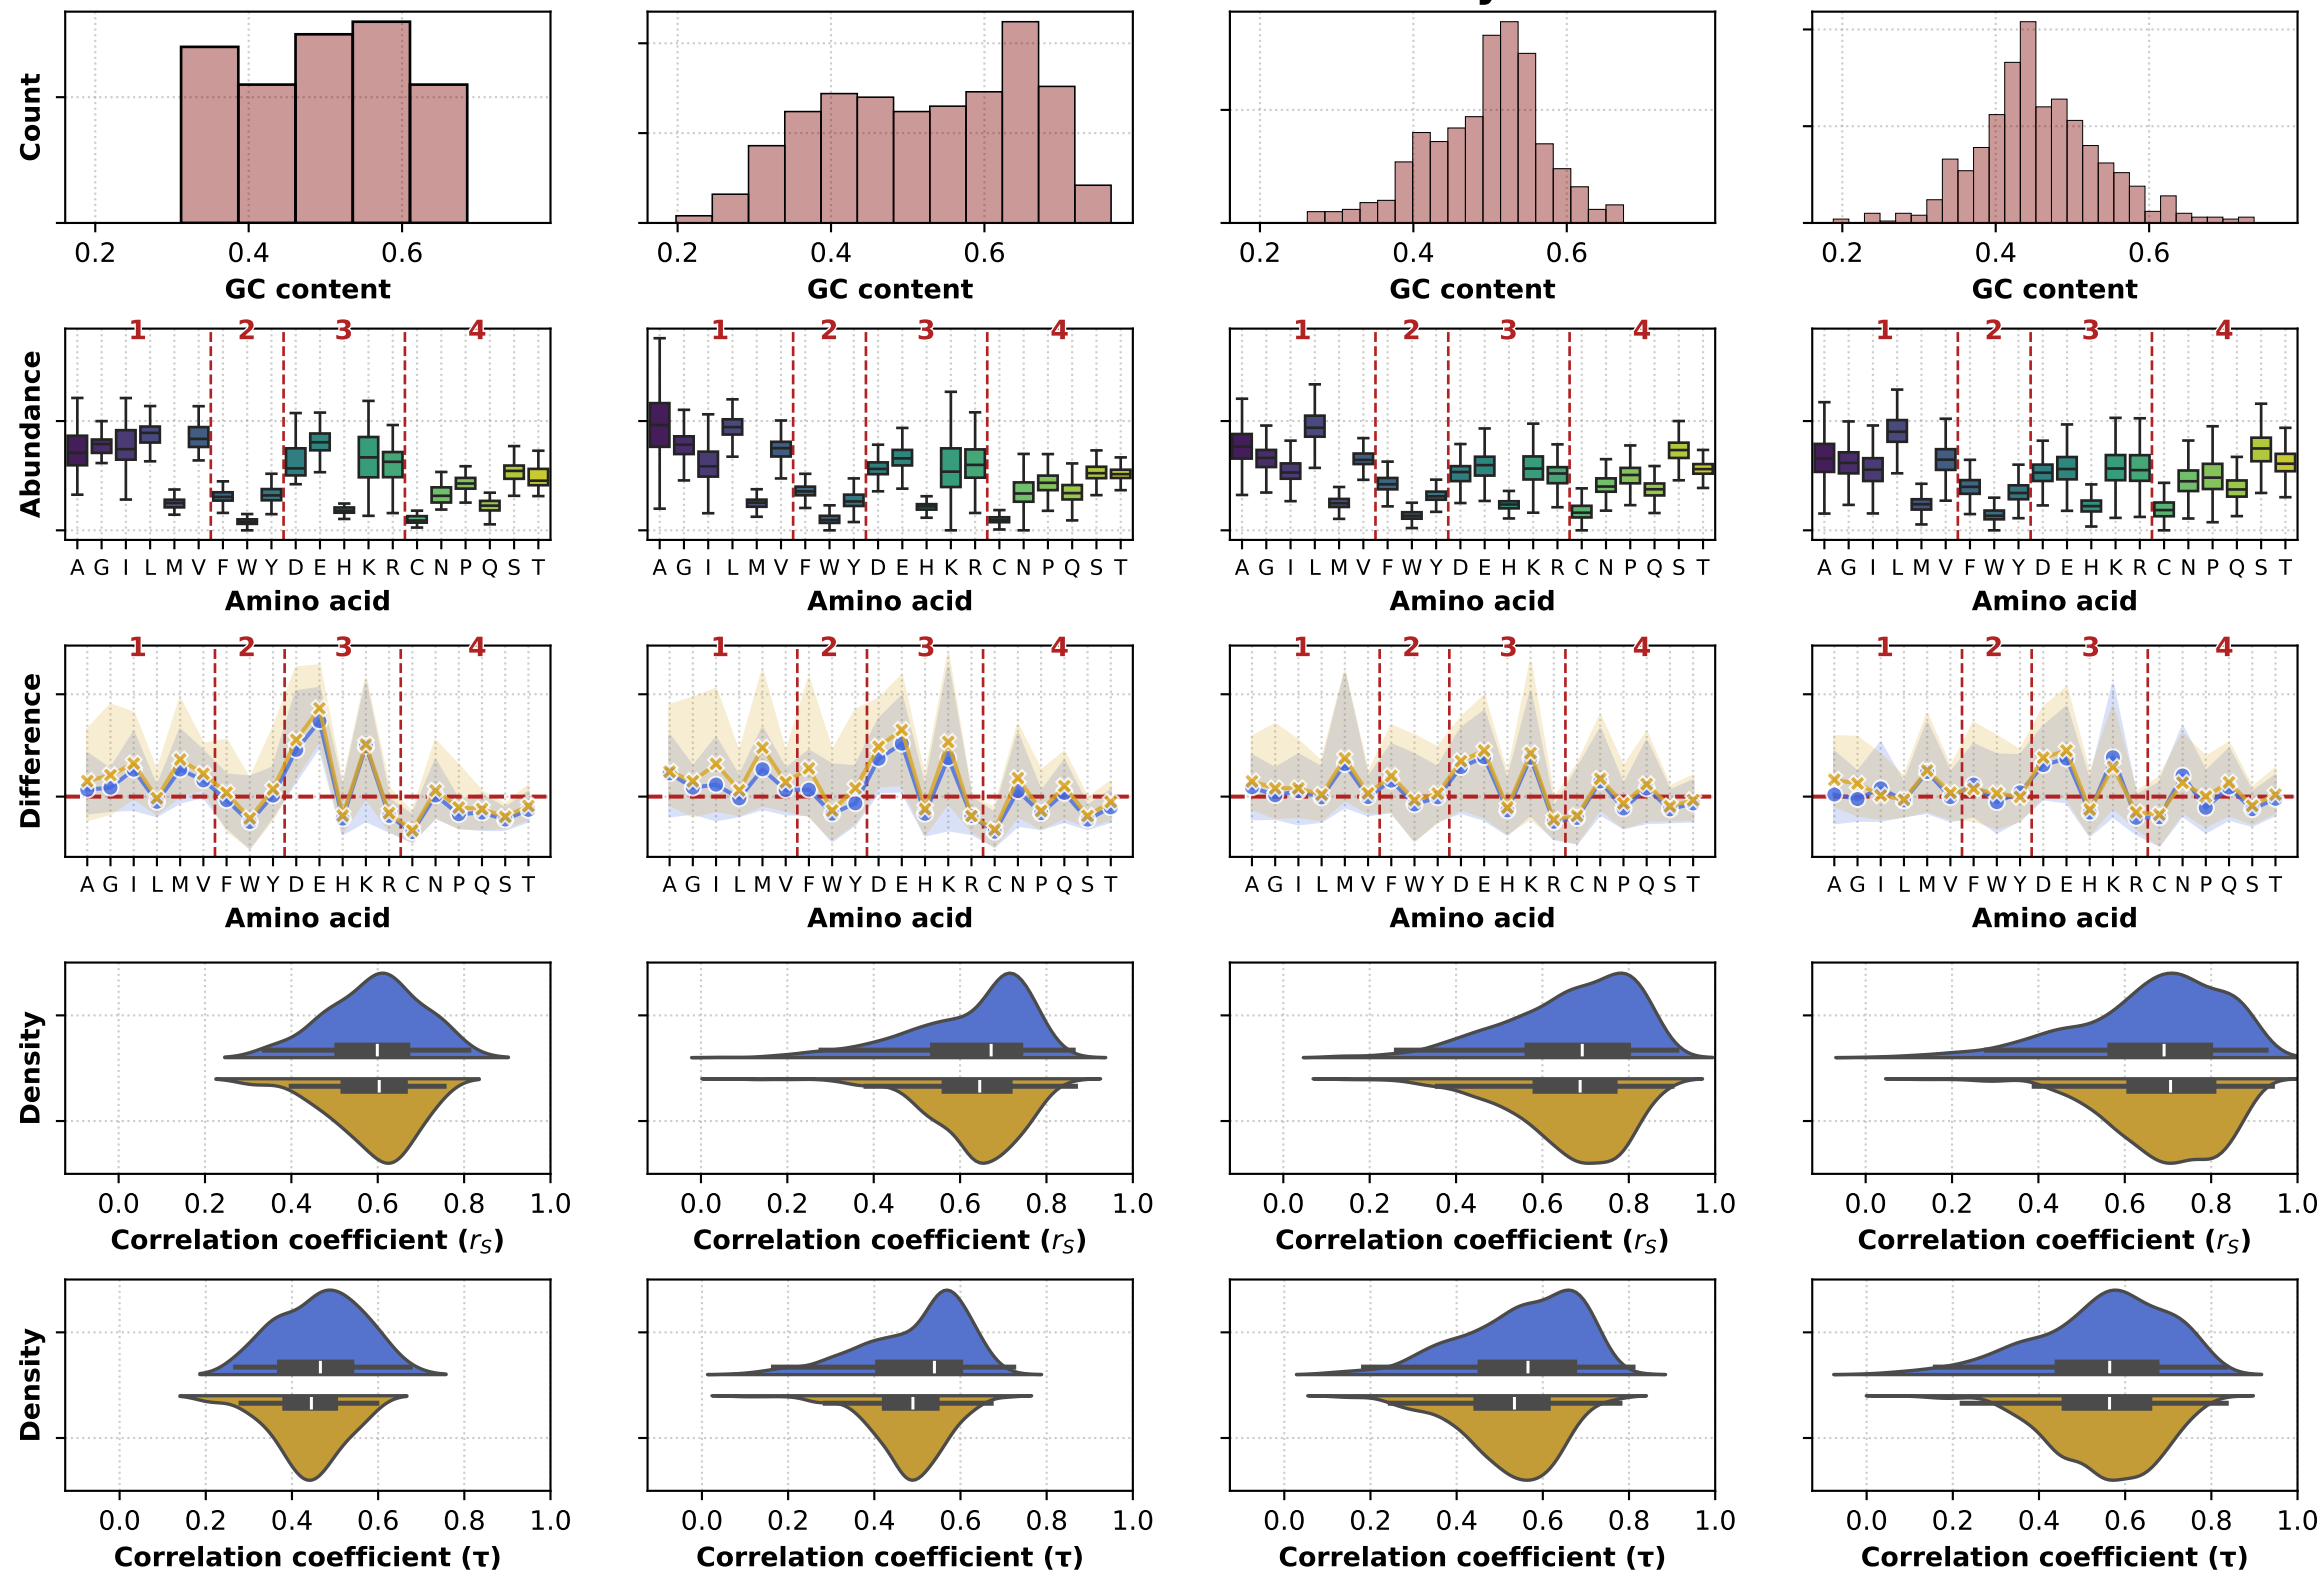 Count
0.2 0.4 0.6
0.2 0.4 0.6
0.2 0.4 0.6
0.2 0.4 0.6
GC content
GC content
GC content
GC content
Abundance
1 2 3 4
1 2 3 4
1 2 3 4
1 2 3 4
A G I L M V F W Y D E H K R C N P Q S T
A G I L M V F W Y D E H K R C N P Q S T
A G I L M V F W Y D E H K R C N P Q S T
A G I L M V F W Y D E H K R C N P Q S T
Amino acid
Amino acid
Amino acid
Amino acid
Difference
1 2 3 4
1 2 3 4
1 2 3 4
1 2 3 4
A G I L M V F W Y D E H K R C N P Q S T
A G I L M V F W Y D E H K R C N P Q S T
A G I L M V F W Y D E H K R C N P Q S T
A G I L M V F W Y D E H K R C N P Q S T
Amino acid
Amino acid
Amino acid
Amino acid
Density
0.0 0.2 0.4 0.6 0.8 1.0
0.0 0.2 0.4 0.6 0.8 1.0
0.0 0.2 0.4 0.6 0.8 1.0
0.0 0.2 0.4 0.6 0.8 1.0
Correlation coefficient (r_S)
Correlation coefficient (r_S)
Correlation coefficient (r_S)
Correlation coefficient (r_S)
Density
0.0 0.2 0.4 0.6 0.8 1.0
0.0 0.2 0.4 0.6 0.8 1.0
0.0 0.2 0.4 0.6 0.8 1.0
0.0 0.2 0.4 0.6 0.8 1.0
Correlation coefficient (τ)
Correlation coefficient (τ)
Correlation coefficient (τ)
Correlation coefficient (τ)